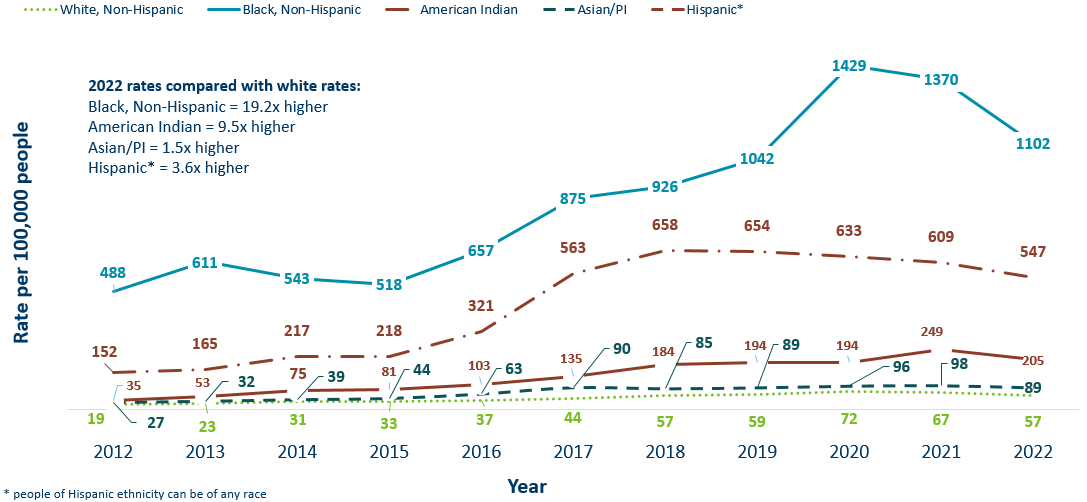 White, Non-Hispanic Black, Non-Hispanic American Indian Asian/PI Hispanic*
2022 rates compared with white rates:
Black, Non-Hispanic = 19.2x higher
American Indian = 9.5x higher
Asian/PI = 1.5x higher
Hispanic* = 3.6x higher
Rate per 100,000 people
488 611 543 518 657 875 926 1042 1429 1370 1102
152 165 217 218 321 563 658 654 633 609 547
35 53 75 81 103 135 184 194 194 249 205
27 32 39 44 63 90 85 89 96 98 89
19 23 31 33 37 44 57 59 72 67 57
2012 2013 2014 2015 2016 2017 2018 2019 2020 2021 2022
Year
* people of Hispanic ethnicity can be of any race